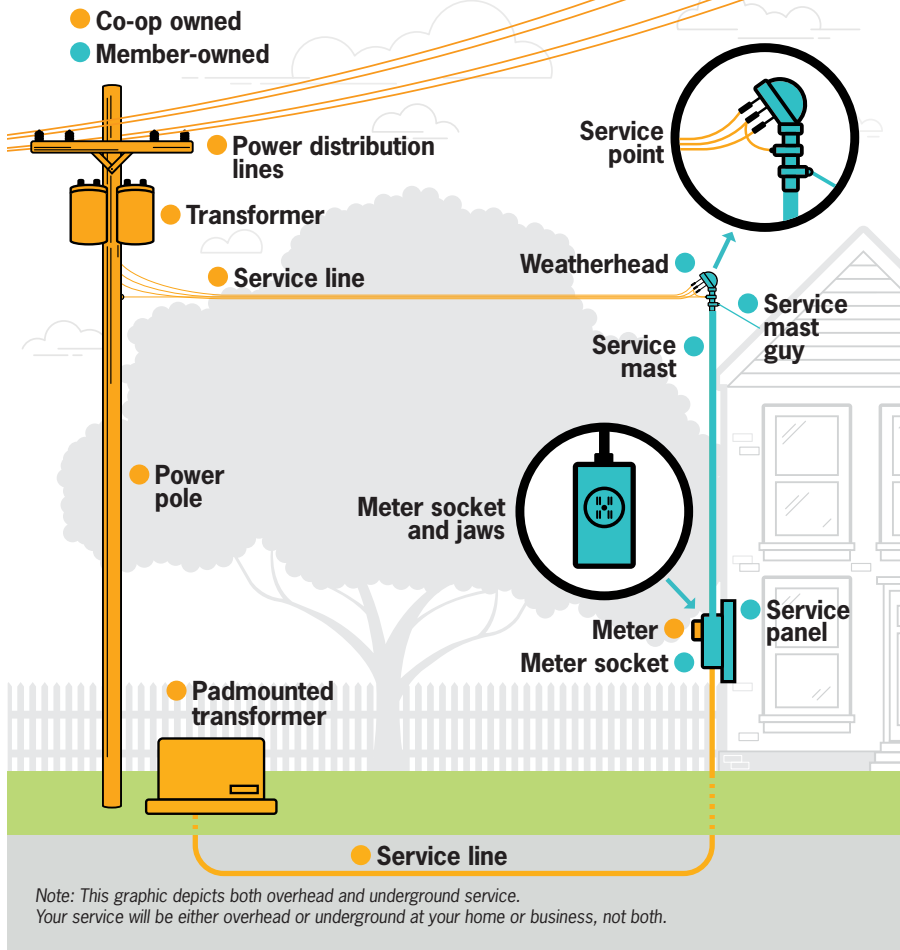 Co-op owned
Member-owned
Power distribution
lines
Service
point
Transformer
Weatherhead
Service line
Service
mast
guy
Service
mast
Power
pole
Meter socket
and jaws
Service
panel
Meter
Meter socket
Padmounted
transformer
Service line
Note: This graphic depicts both overhead and underground service.
Your service will be either overhead or underground at your home or business, not both.